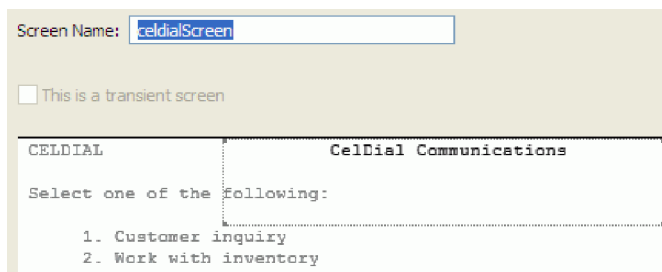 Screen Name: celdialScreen
This is a transient screen
CELDIAL CelDial Communications
Select one of the following:
1. Customer inquiry
2. Work with inventory